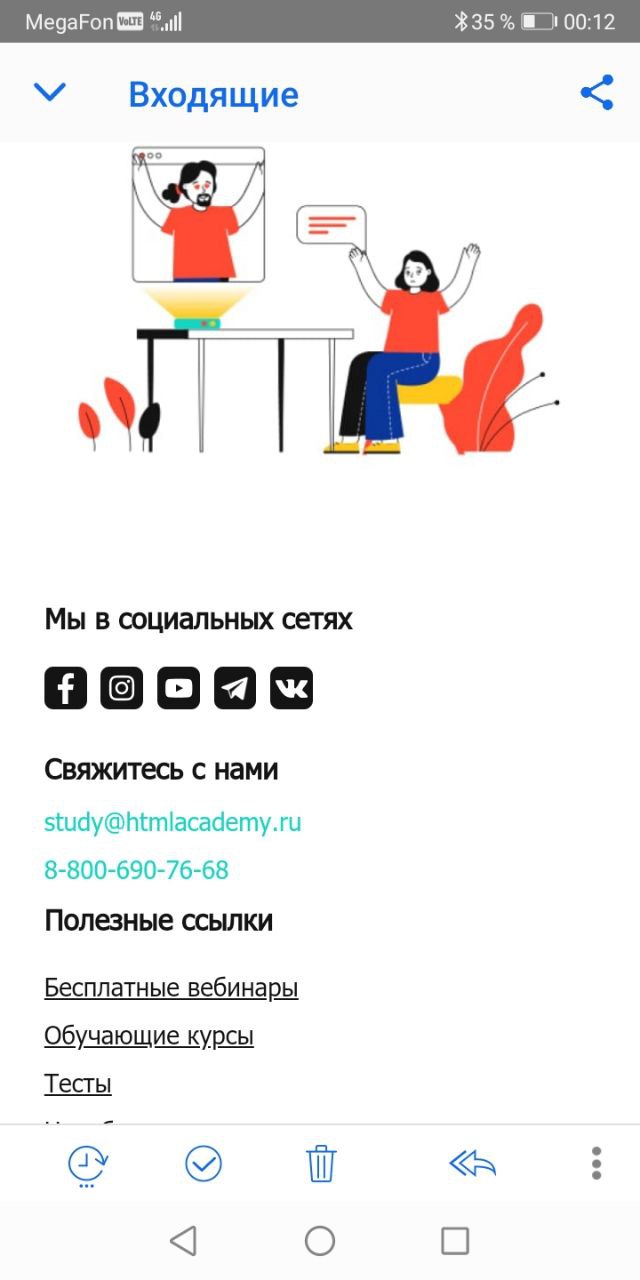 MegaFon VoLTE 4G 35 % 00:12
Входящие
Мы в социальных сетях
Свяжитесь с нами
study@htmlacademy.ru
8-800-690-76-68
Полезные ссылки
Бесплатные вебинары
Обучающие курсы
Тесты